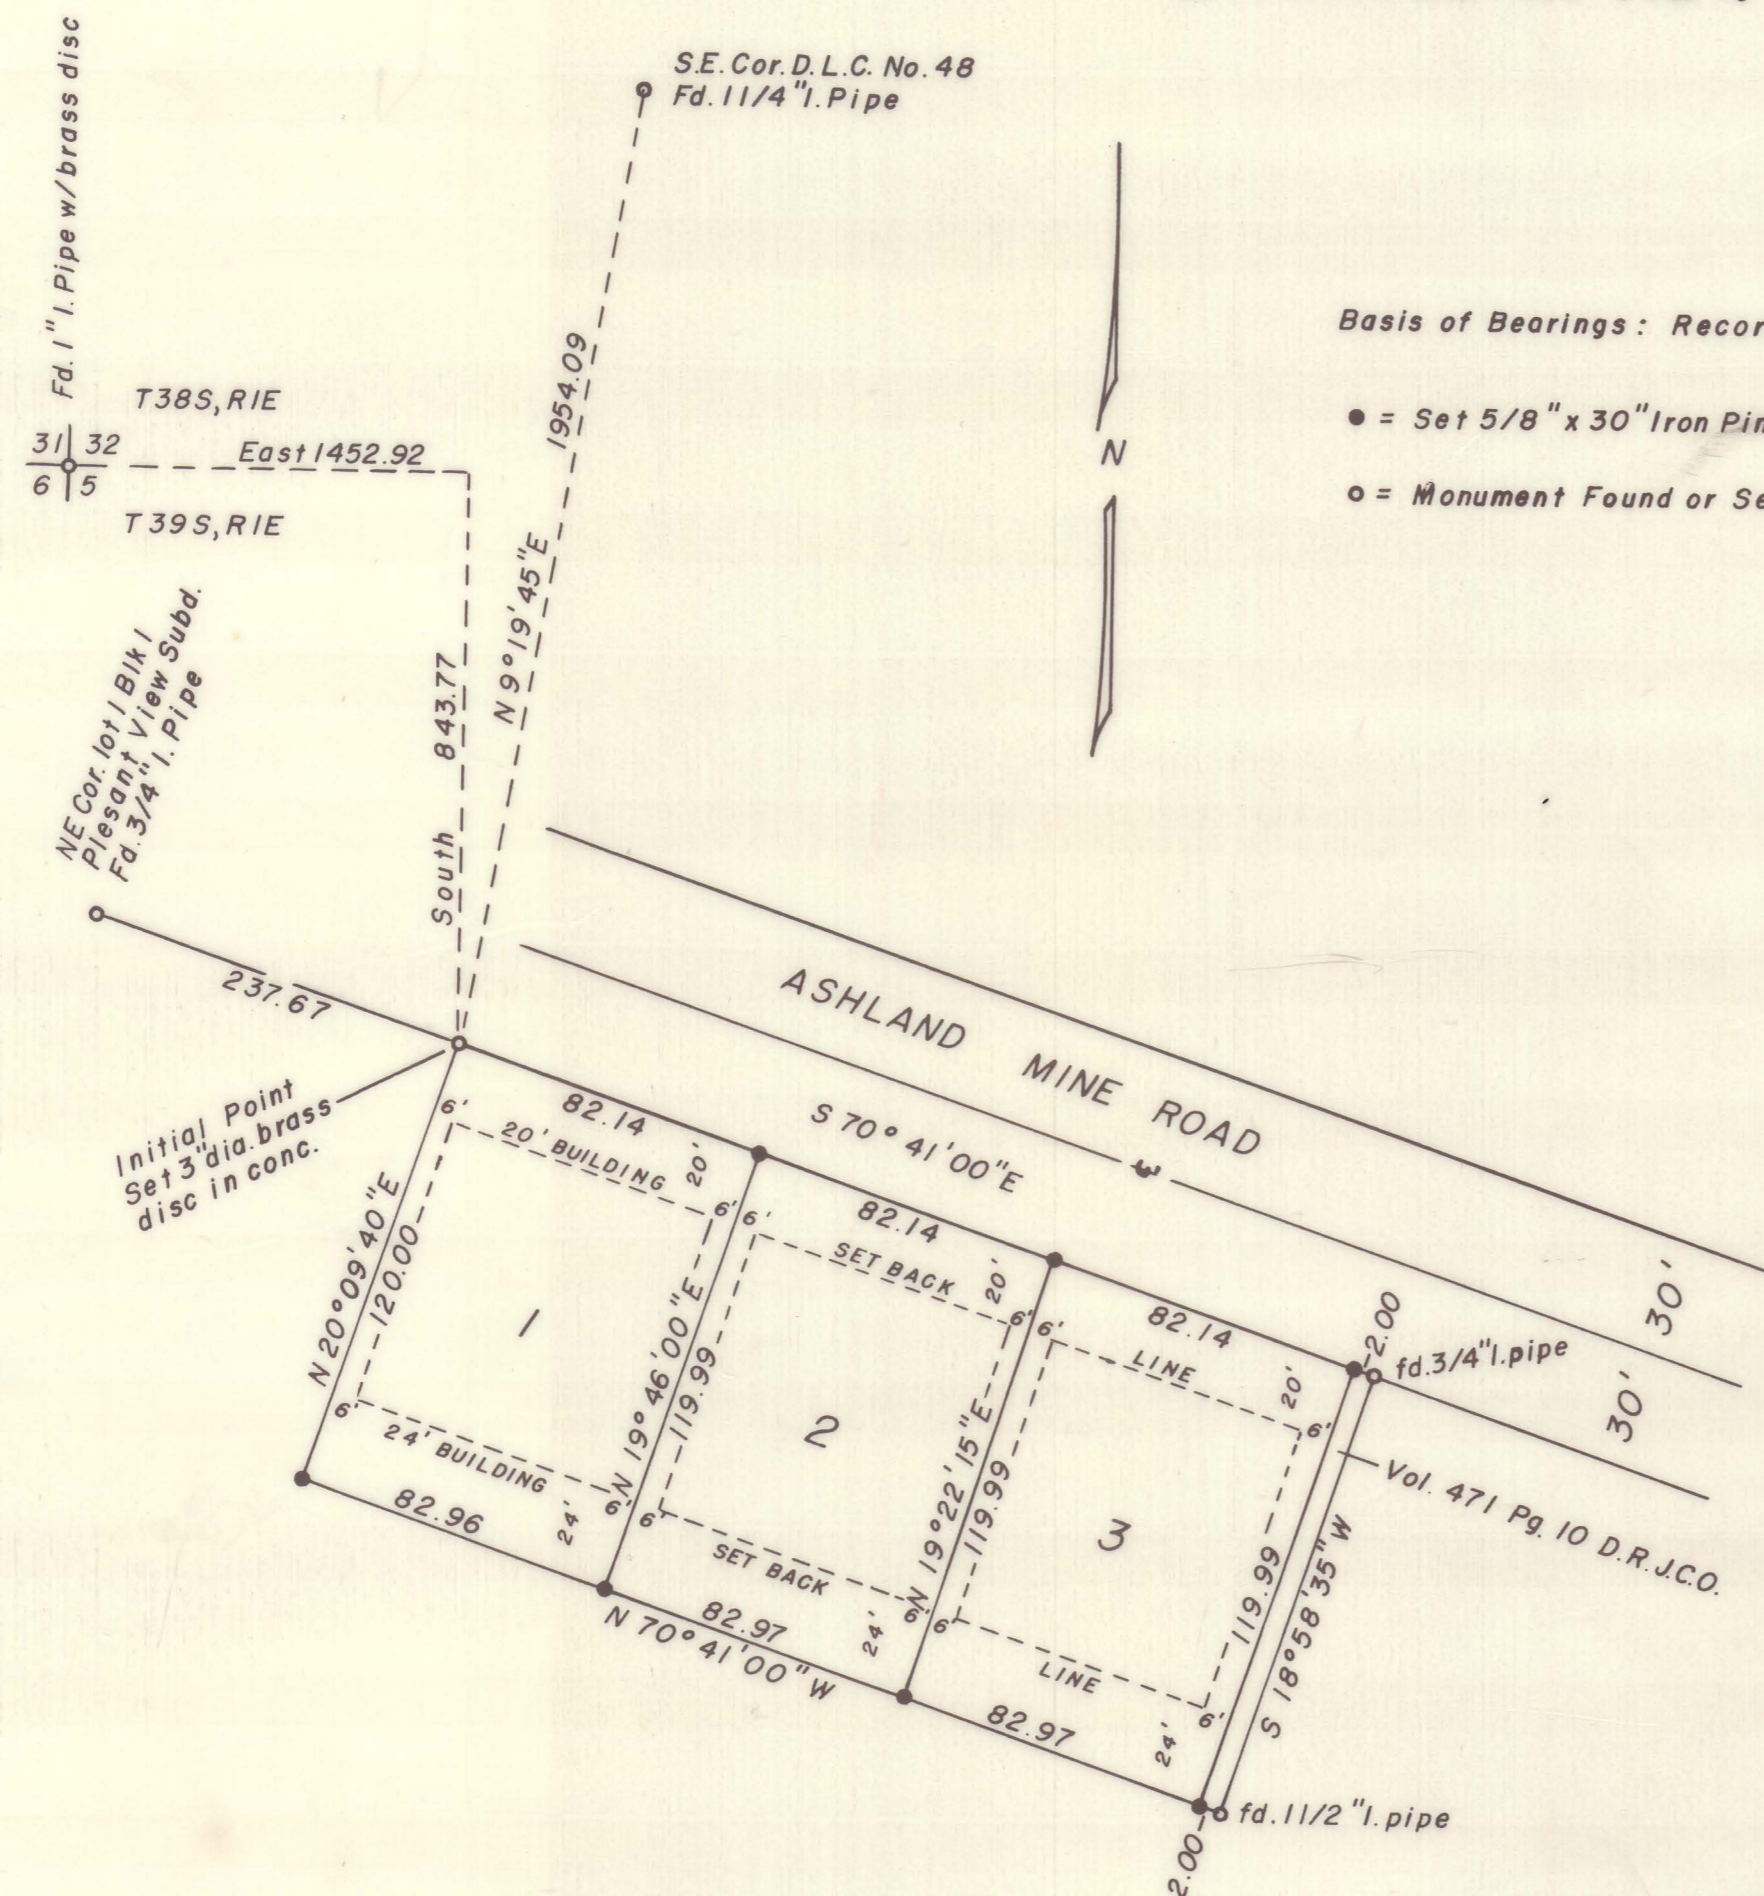 Fd. 1" I. Pipe w/brass disc
S.E. Cor. D.L.C. No. 48
Fd. 1 1/4" I. Pipe
T38S, R1E
31 32
6 5
East 1452.92
T39S, R1E
1954.09
N 9° 19' 45" E
South 843.77
N
Basis of Bearings: Recor
● = Set 5/8" x 30" Iron Pin
○ = Monument Found or Se
NE Cor. lot 1 Blk 1
Plesant View Subd.
Fd. 3/4" I. Pipe
237.67
Initial Point
Set 3" dia. brass
disc in conc.
ASHLAND MINE ROAD
S 70° 41' 00" E
30'
30'
82.14
82.14
82.14
2.00
fd. 3/4" I. pipe
6'
20' BUILDING
20'
6'
6'
SET BACK
20'
6'
6'
LINE
20'
6'
N 20° 09' 40" E
120.00
1
N 19° 46' 00" E
119.99
2
N 19° 22' 15" E
119.99
3
119.99
S 18° 58' 35" W
Vol. 471 Pg. 10 D.R.J.C.O.
6'
24' BUILDING
24'
6'
6'
SET BACK
24'
6'
6'
LINE
24'
6'
82.96
82.97
82.97
N 70° 41' 00" W
fd. 1 1/2" I. pipe
2.00